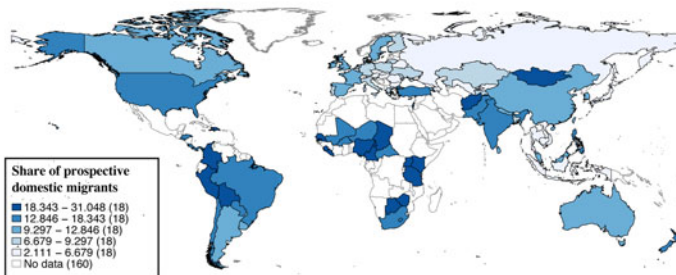 Share of prospective
domestic migrants
18.343 – 31.048 (18)
12.846 – 18.343 (18)
9.297 – 12.846 (18)
6.679 – 9.297 (18)
2.111 – 6.679 (18)
No data (160)